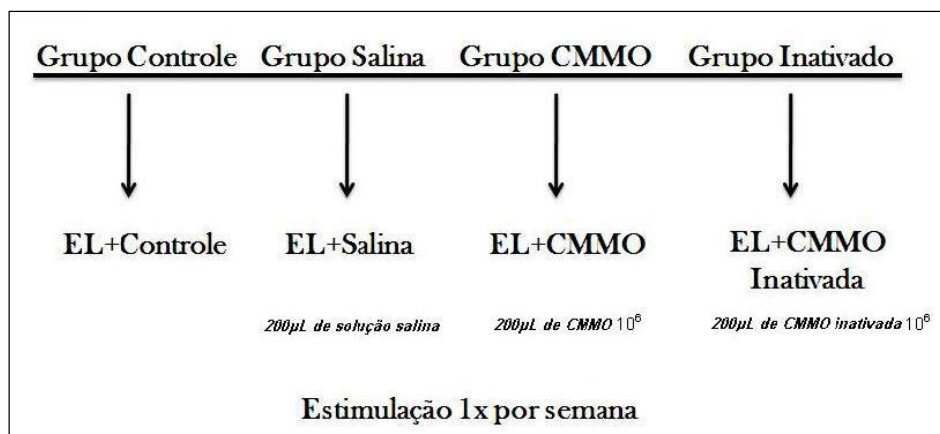 Grupo Controle Grupo Salina Grupo CMMO Grupo Inativado
EL+Controle EL+Salina EL+CMMO EL+CMMO
Inativada
200µL de solução salina 200µL de CMMO 10⁶ 200µL de CMMO inativada 10⁶
Estimulação 1x por semana